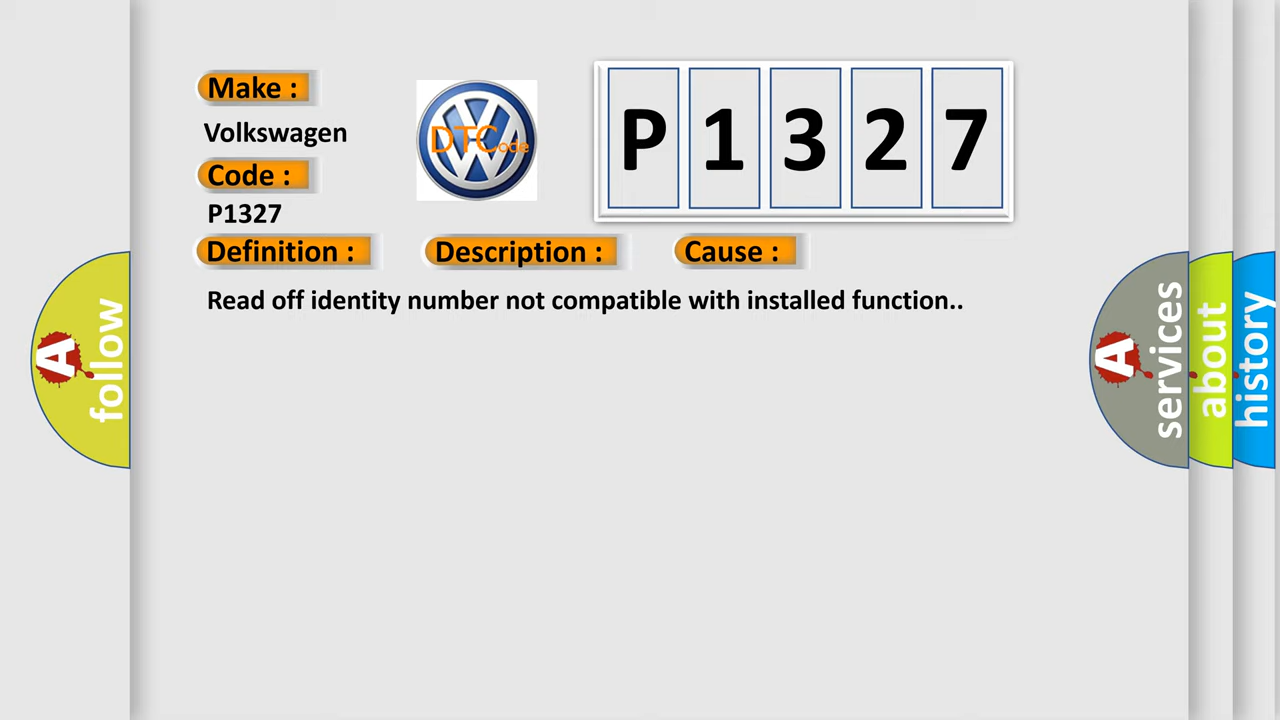 Make :
Volkswagen
Code :
P1327
DTCode
P 1 3 2 7
Definition :
Description :
Cause :
Read off identity number not compatible with installed function..
A follow
A services
about
history